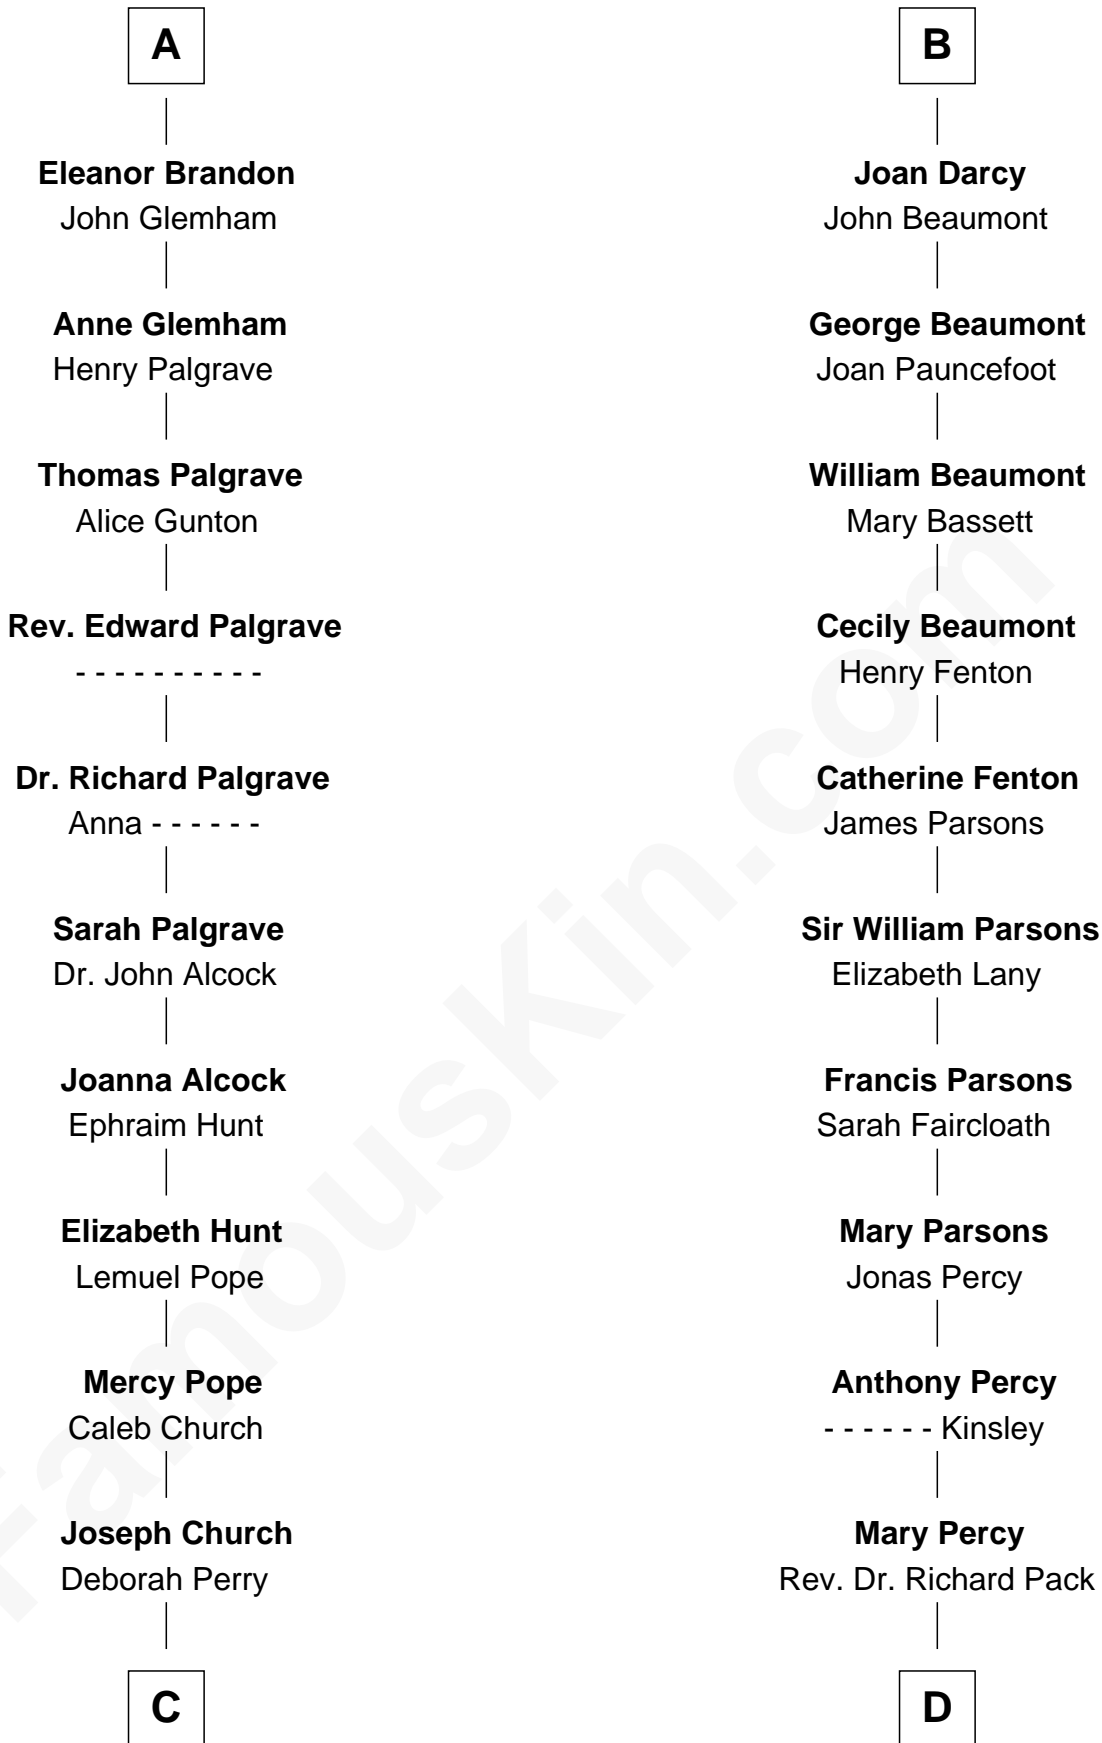 A
Eleanor Brandon
John Glemham
Anne Glemham
Henry Palgrave
Thomas Palgrave
Alice Gunton
Rev. Edward Palgrave
- - - - - - - - - -
Dr. Richard Palgrave
Anna - - - - - -
Sarah Palgrave
Dr. John Alcock
Joanna Alcock
Ephraim Hunt
Elizabeth Hunt
Lemuel Pope
Mercy Pope
Caleb Church
Joseph Church
Deborah Perry
C
B
Joan Darcy
John Beaumont
George Beaumont
Joan Pauncefoot
William Beaumont
Mary Bassett
Cecily Beaumont
Henry Fenton
Catherine Fenton
James Parsons
Sir William Parsons
Elizabeth Lany
Francis Parsons
Sarah Faircloath
Mary Parsons
Jonas Percy
Anthony Percy
- - - - - - Kinsley
Mary Percy
Rev. Dr. Richard Pack
D
FamousKin.com